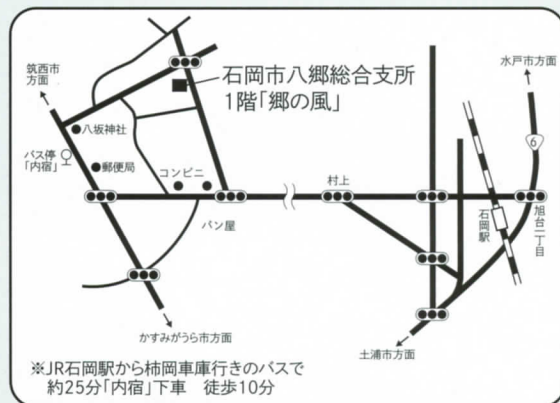 筑西市
方面
石岡市八郷総合支所
1階「郷の風」
水戸市方面
6
八坂神社
バス停
「内宿」
郵便局
コンビニ
村上
パン屋
石岡駅
旭台一丁目
かすみがうら市方面
土浦市方面
※JR石岡駅から柿岡車庫行きのバスで
約25分「内宿」下車　徒歩10分